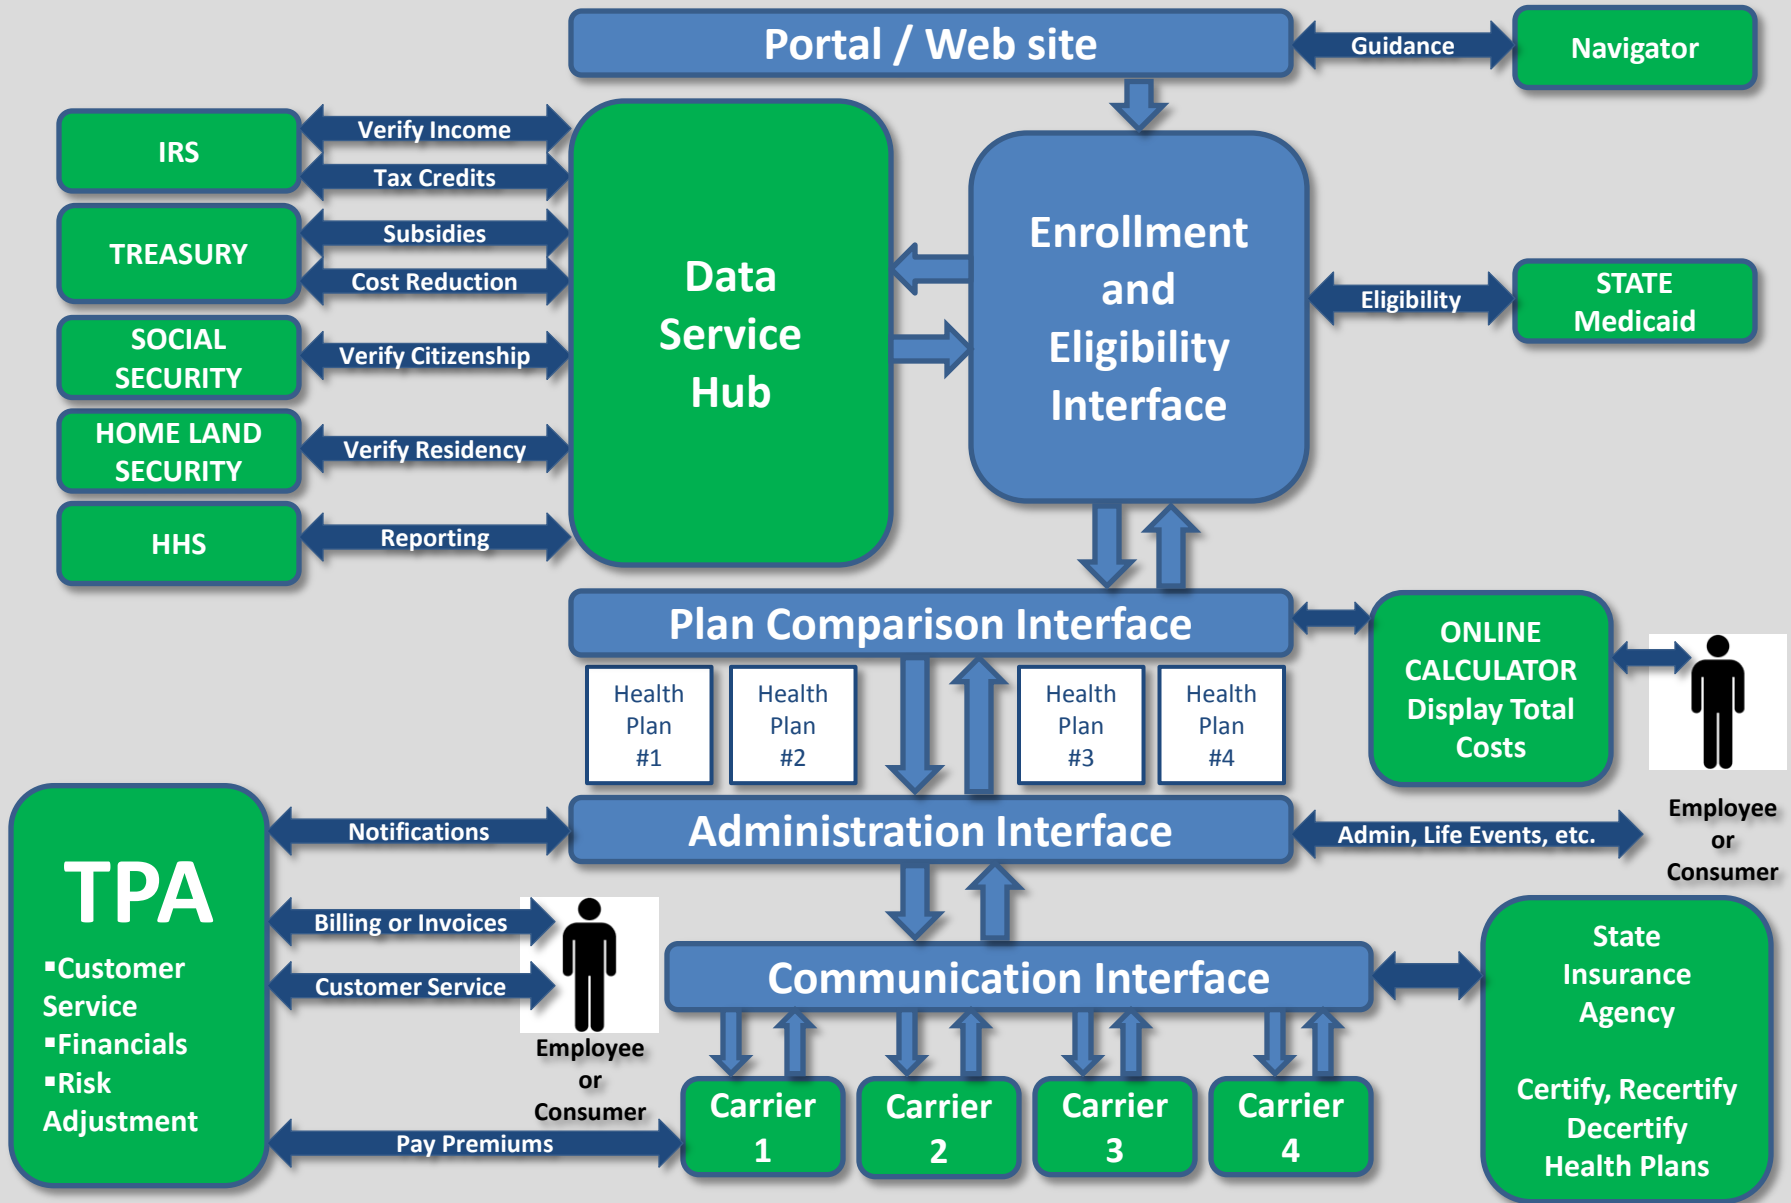 Portal / Web site
Guidance
Navigator
IRS
Verify Income
Tax Credits
TREASURY
Subsidies
Cost Reduction
SOCIAL
SECURITY
Verify Citizenship
HOME LAND
SECURITY
Verify Residency
HHS
Reporting
Data
Service
Hub
Enrollment
and
Eligibility
Interface
Eligibility
STATE
Medicaid
Plan Comparison Interface
ONLINE
CALCULATOR
Display Total
Costs
Health
Plan
#1
Health
Plan
#2
Health
Plan
#3
Health
Plan
#4
Employee
or
Consumer
Administration Interface
Notifications
Admin, Life Events, etc.
TPA
▪Customer
Service
▪Financials
▪Risk
Adjustment
Billing or Invoices
Customer Service
Employee
or
Consumer
Pay Premiums
Communication Interface
Carrier
1
Carrier
2
Carrier
3
Carrier
4
State
Insurance
Agency
Certify, Recertify
Decertify
Health Plans